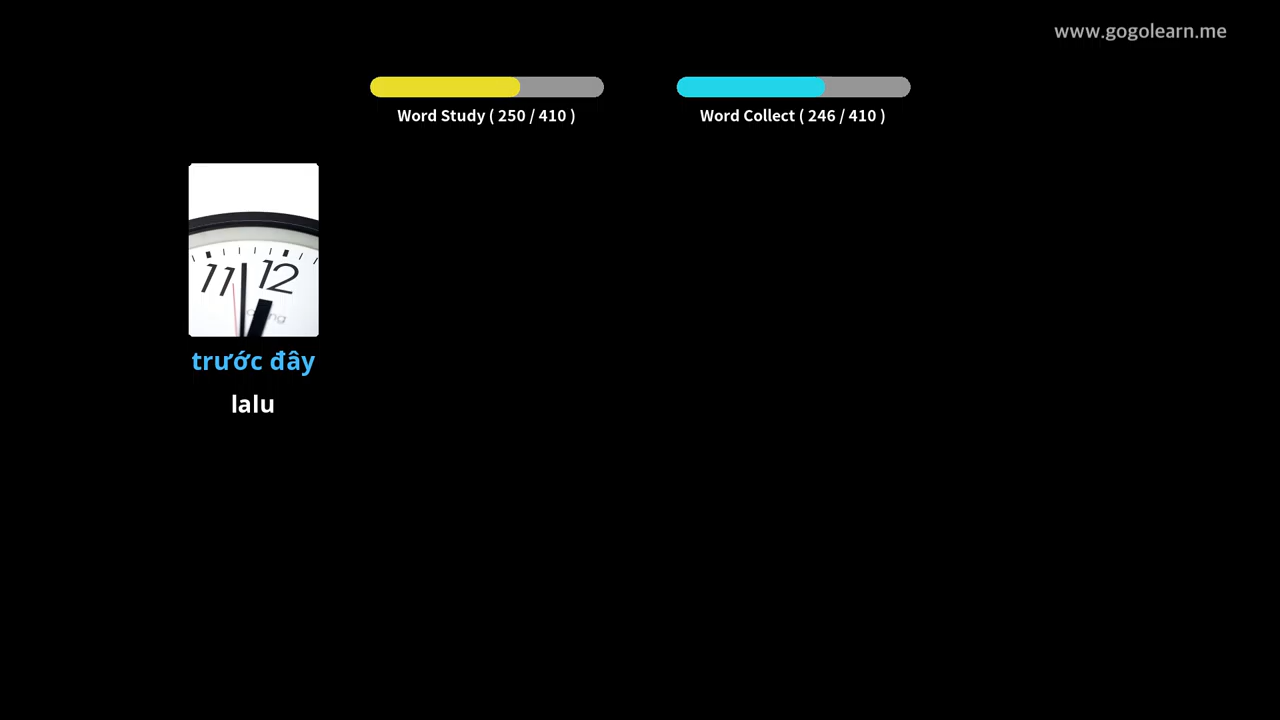 www.gogolearn.me
Word Study ( 250 / 410 )
Word Collect ( 246 / 410 )
11 12
trước đây
lalu